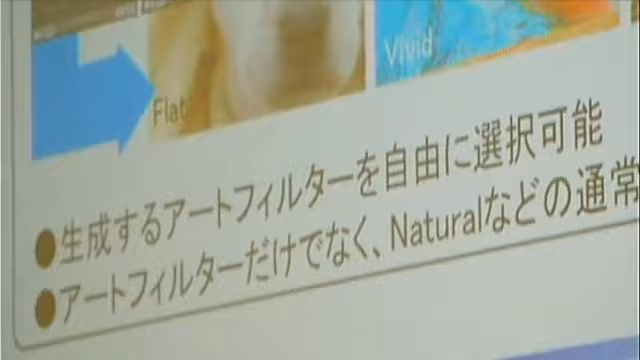 Vivid
Flat
●生成するアートフィルターを自由に選択可能
●アートフィルターだけでなく、Naturalなどの通常